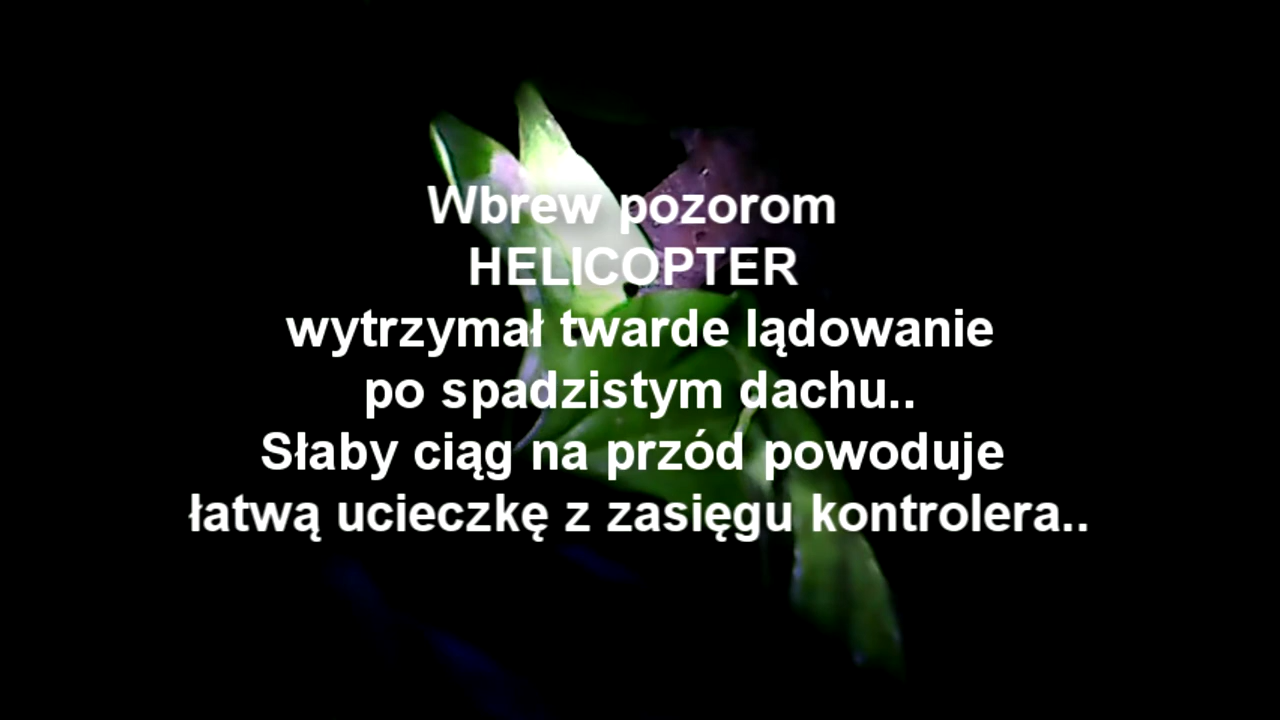 Wbrew pozorom
HELICOPTER
wytrzymał twarde lądowanie
po spadzistym dachu..
Słaby ciąg na przód powoduje
łatwą ucieczkę z zasięgu kontrolera..